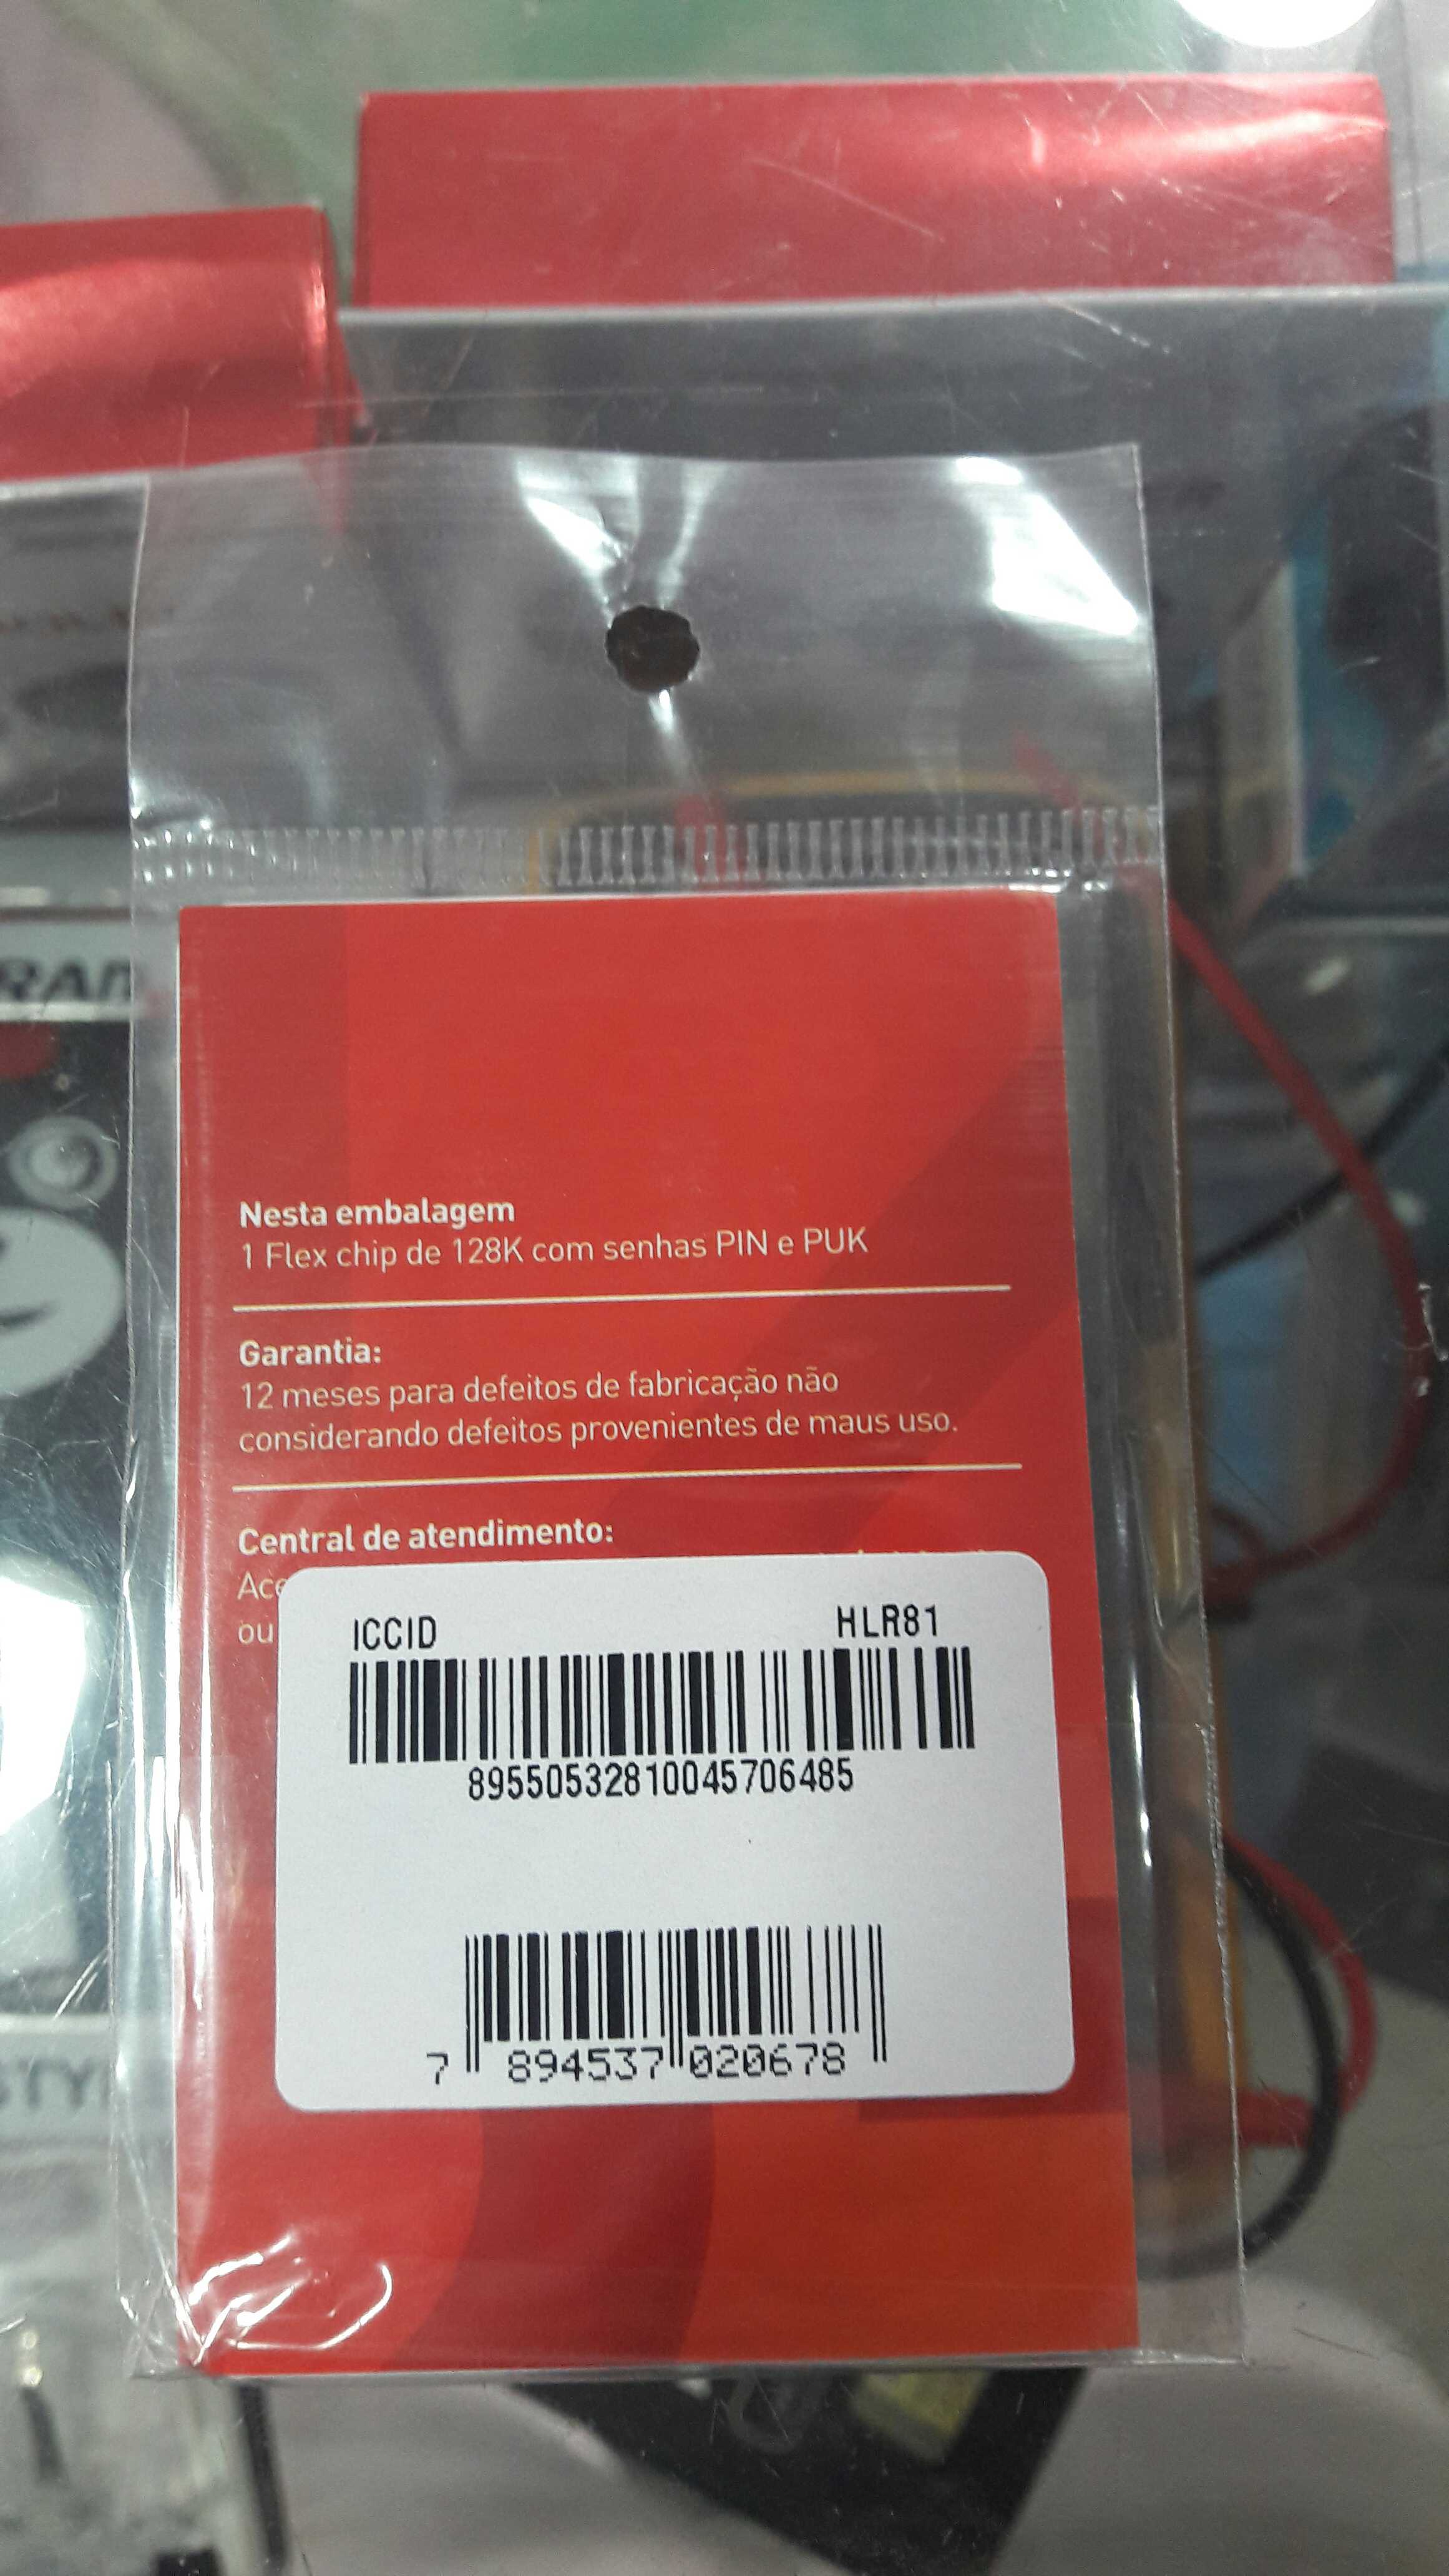 Nesta embalagem
1 Flex chip de 128K com senhas PIN e PUK
Garantia:
12 meses para defeitos de fabricação não
considerando defeitos provenientes de maus uso.
Central de atendimento:
ou
ICCID HLR81
89550532810045706485
7 894537 020678